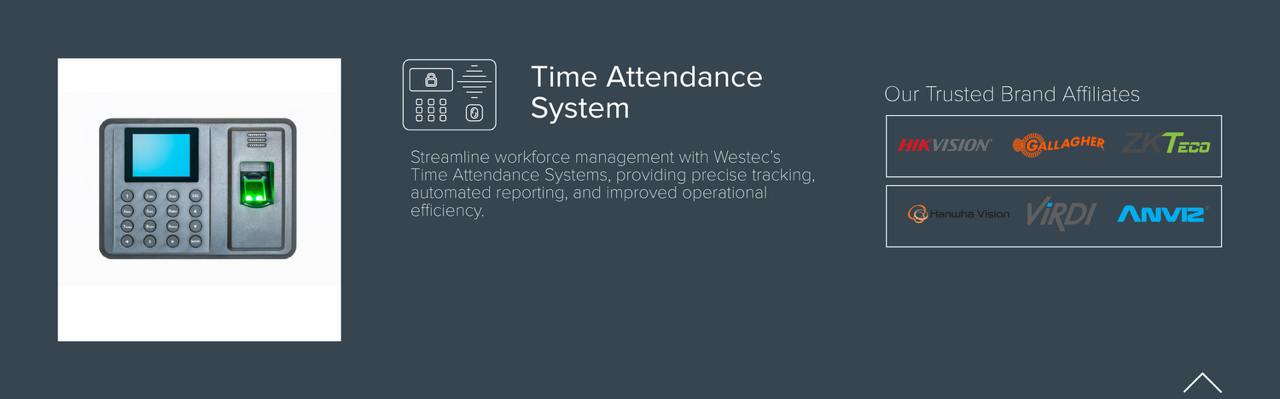 Time Attendance
System
Streamline workforce management with Westec's
Time Attendance Systems, providing precise tracking,
automated reporting, and improved operational
efficiency.
Our Trusted Brand Affiliates
HIKVISION® GALLAGHER ZKTECO
Hanwha Vision ViRDI ANVIZ®